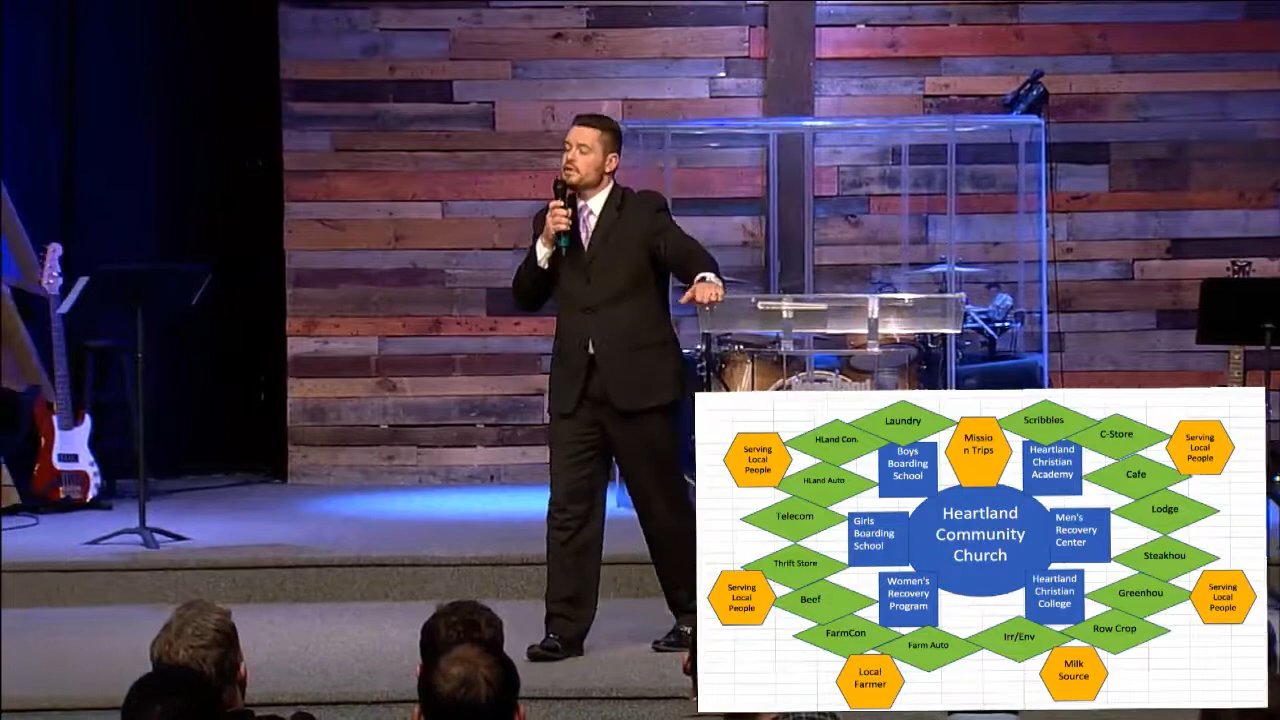 Laundry
Missio
n Trips
Scribbles
C-Store
HLand Con.
Serving
Local
People
Serving
Local
People
Boys
Boarding
School
Heartland
Christian
Academy
Cafe
HLand Auto
Lodge
Telecom
Girls
Boarding
School
Heartland
Community
Church
Men's
Recovery
Center
Steakhou
Thrift Store
Women's
Recovery
Program
Heartland
Christian
College
Greenhou
Serving
Local
People
Serving
Local
People
Beef
FarmCon
Farm Auto
Irr/Env
Row Crop
Local
Farmer
Milk
Source